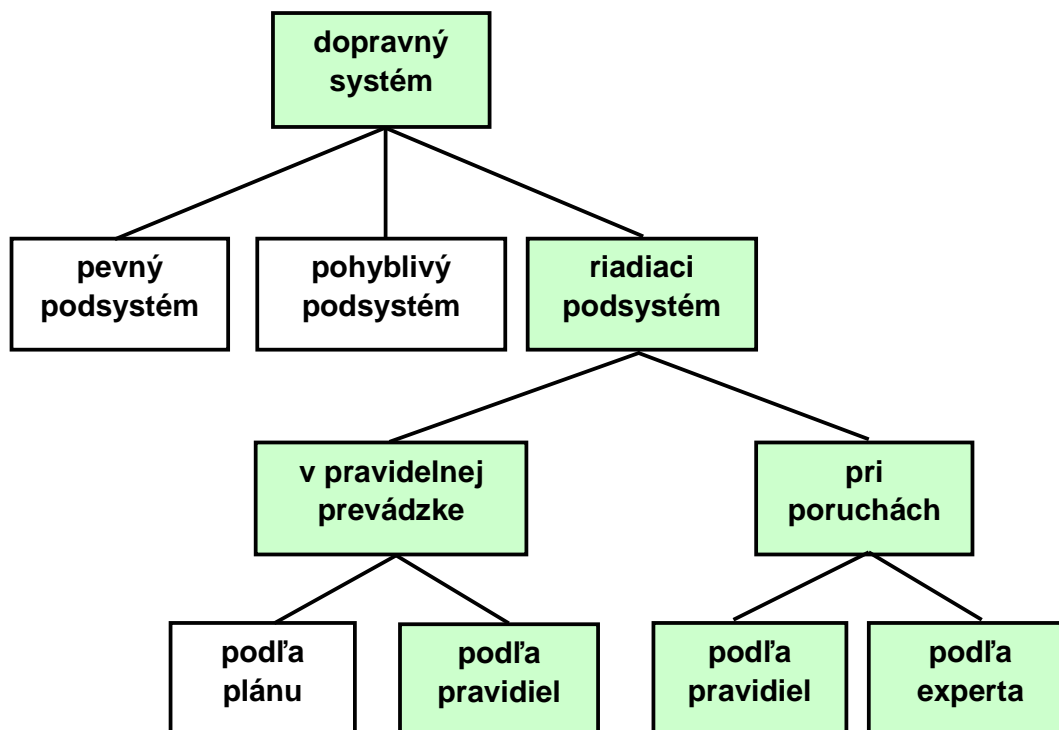 dopravný
systém
pevný
podsystém
pohyblivý
podsystém
riadiaci
podsystém
v pravidelnej
prevádzke
pri
poruchách
podľa
plánu
podľa
pravidiel
podľa
pravidiel
podľa
experta